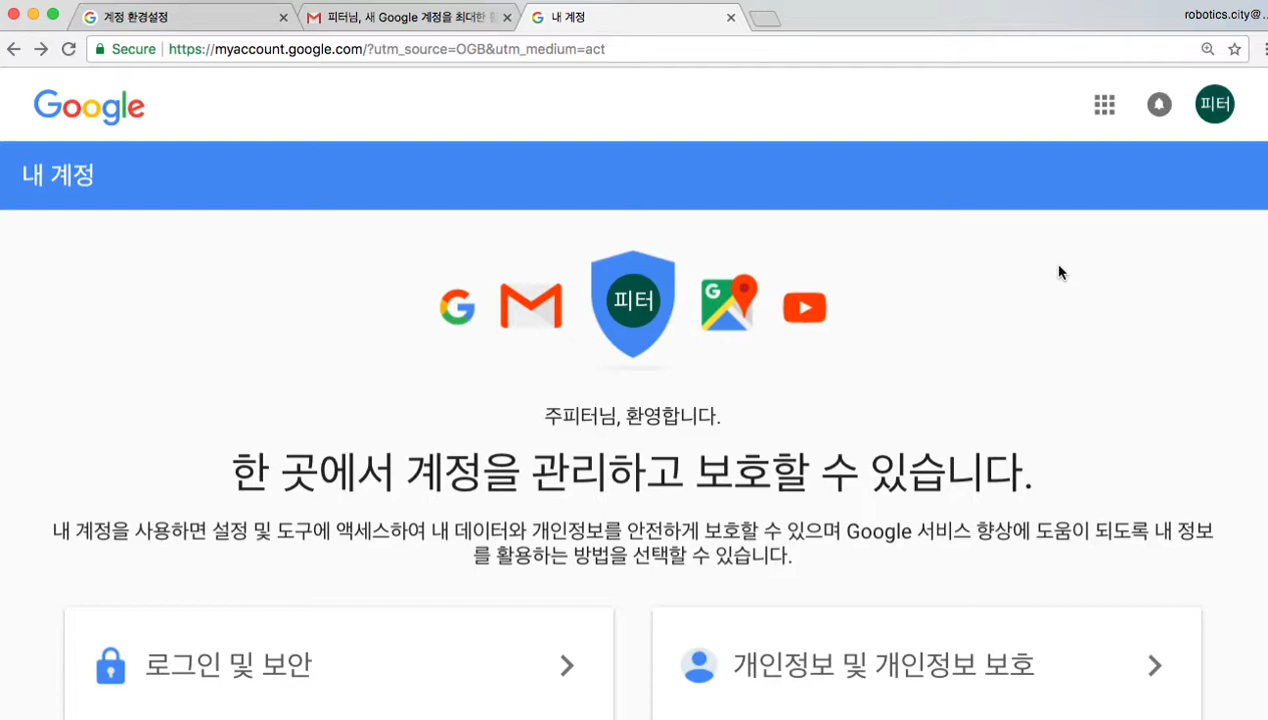 계정 환경설정
피터님, 새 Google 계정을 최대한
내 계정
robotics.city@...
Secure
https://myaccount.google.com/?utm_source=OGB&utm_medium=act
Google
피터
내 계정
G
피터
G
주피터님, 환영합니다.
한 곳에서 계정을 관리하고 보호할 수 있습니다.
내 계정을 사용하면 설정 및 도구에 액세스하여 내 데이터와 개인정보를 안전하게 보호할 수 있으며 Google 서비스 향상에 도움이 되도록 내 정보
를 활용하는 방법을 선택할 수 있습니다.
로그인 및 보안
개인정보 및 개인정보 보호